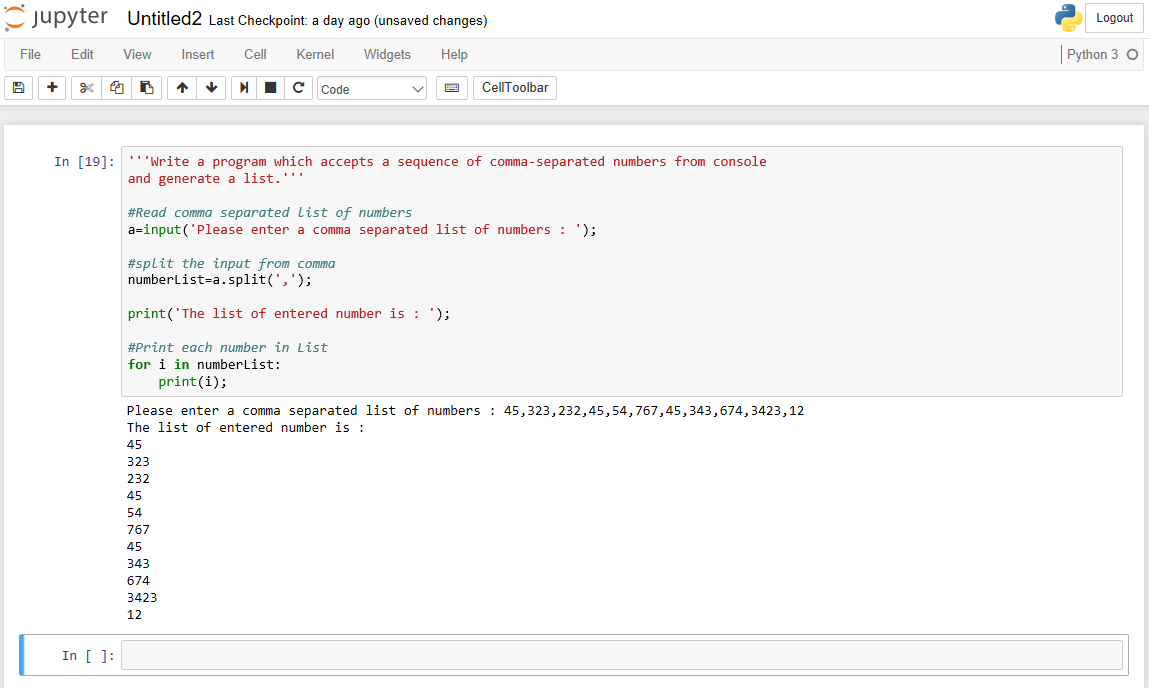 jupyter Untitled2 Last Checkpoint: a day ago (unsaved changes) Logout
File Edit View Insert Cell Kernel Widgets Help Python 3
Code CellToolbar
In [19]: '''Write a program which accepts a sequence of comma-separated numbers from console
and generate a list.'''
#Read comma separated list of numbers
a=input('Please enter a comma separated list of numbers : ');
#split the input from comma
numberList=a.split(',');
print('The list of entered number is : ');
#Print each number in List
for i in numberList:
    print(i);
Please enter a comma separated list of numbers : 45,323,232,45,54,767,45,343,674,3423,12
The list of entered number is :
45
323
232
45
54
767
45
343
674
3423
12
In [ ]: